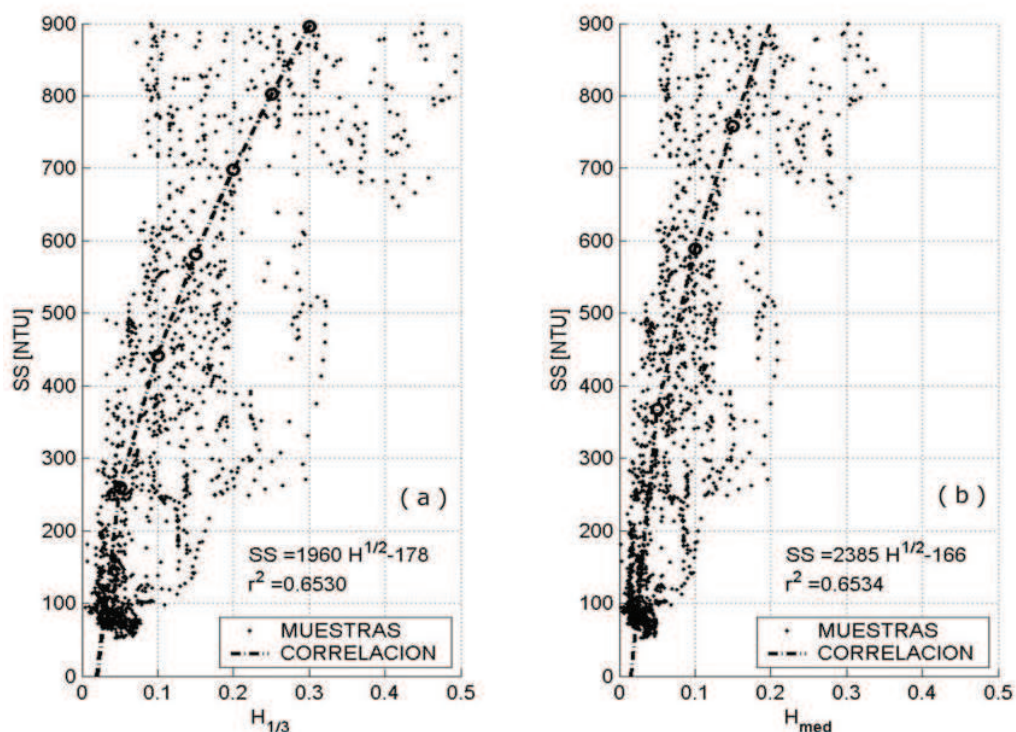 900
800
700
600
500
400
300
200
100
0
SS [NTU]
0
0.1
0.2
0.3
0.4
0.5
H1/3
( a )
SS =1960 H^1/2-178
r^2 =0.6530
MUESTRAS
CORRELACION
900
800
700
600
500
400
300
200
100
0
SS [NTU]
0
0.1
0.2
0.3
0.4
0.5
Hmed
( b )
SS =2385 H^1/2-166
r^2 =0.6534
MUESTRAS
CORRELACION